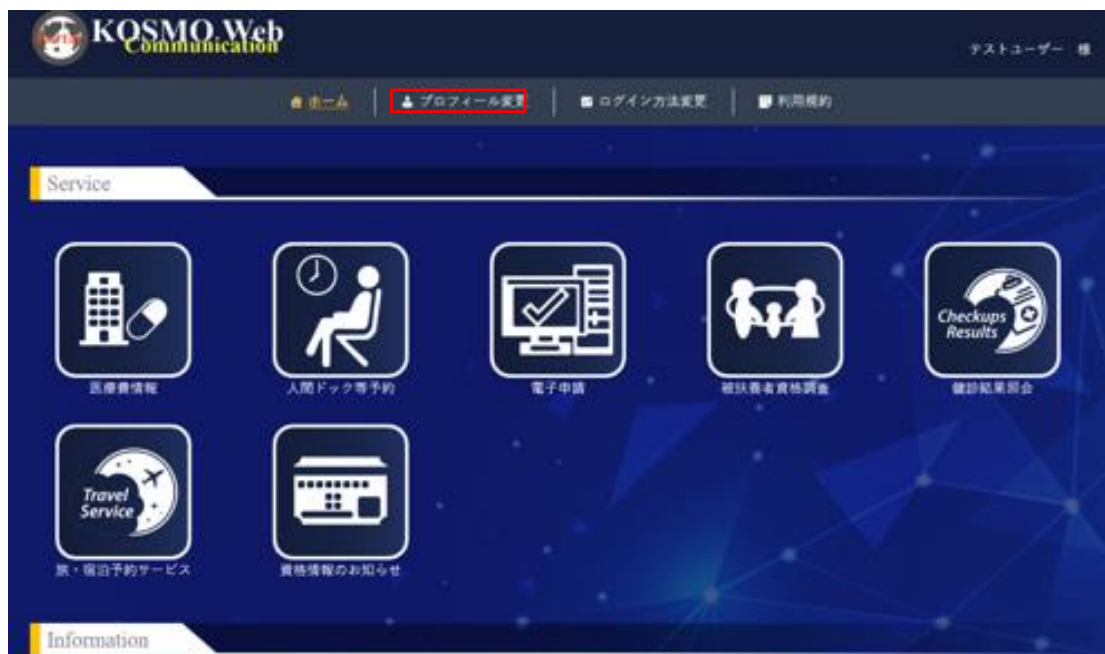 KOSMO Web
Communication
テストユーザー 様
ホーム
プロフィール変更
ログイン方法変更
利用規約
Service
医療費情報
人間ドック等予約
電子申請
被扶養者資格調査
Checkups
Results
健診結果照会
Travel
Service
旅・宿泊予約サービス
資格情報のお知らせ
Information